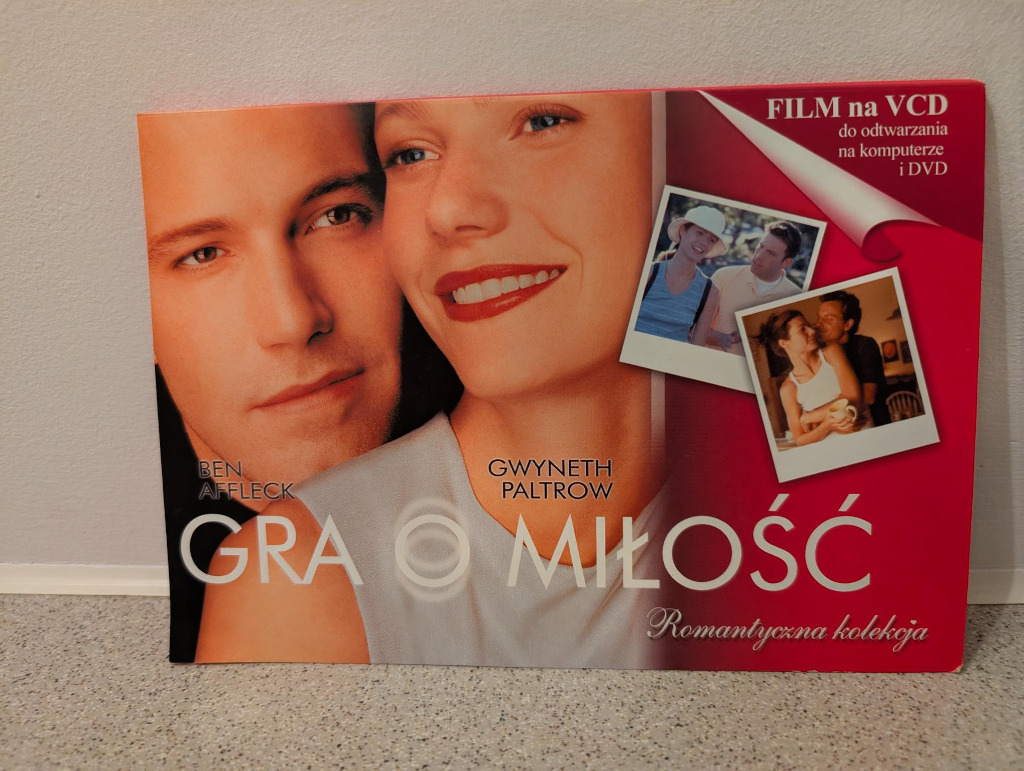 FILM na VCD
do odtwarzania
na komputerze
i DVD
BEN
AFFLECK
GWYNETH
PALTROW
GRA O MIŁOŚĆ
Romantyczna kolekcja